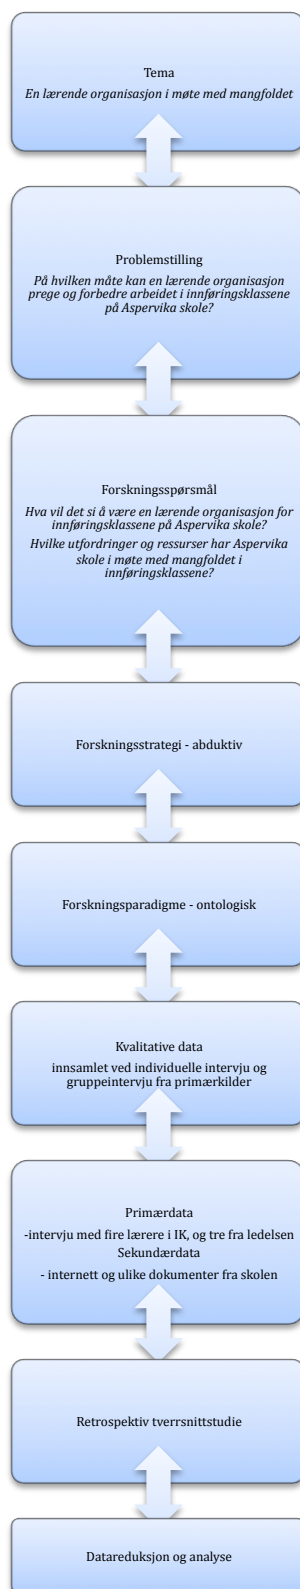 Tema
En lærende organisasjon i møte med mangfoldet
Problemstilling
På hvilken måte kan en lærende organisasjon
prege og forbedre arbeidet i innføringsklassene
på Aspervika skole?
Forskningsspørsmål
Hva vil det si å være en lærende organisasjon for
innføringsklassene på Aspervika skole?
Hvilke utfordringer og ressurser har Aspervika
skole i møte med mangfoldet i
innføringsklassene?
Forskningsstrategi - abduktiv
Forskningsparadigme - ontologisk
Kvalitative data
innsamlet ved individuelle intervju og
gruppeintervju fra primærkilder
Primærdata
-intervju med fire lærere i IK, og tre fra ledelsen
Sekundærdata
- internett og ulike dokumenter fra skolen
Retrospektiv tverrsnittstudie
Datareduksjon og analyse